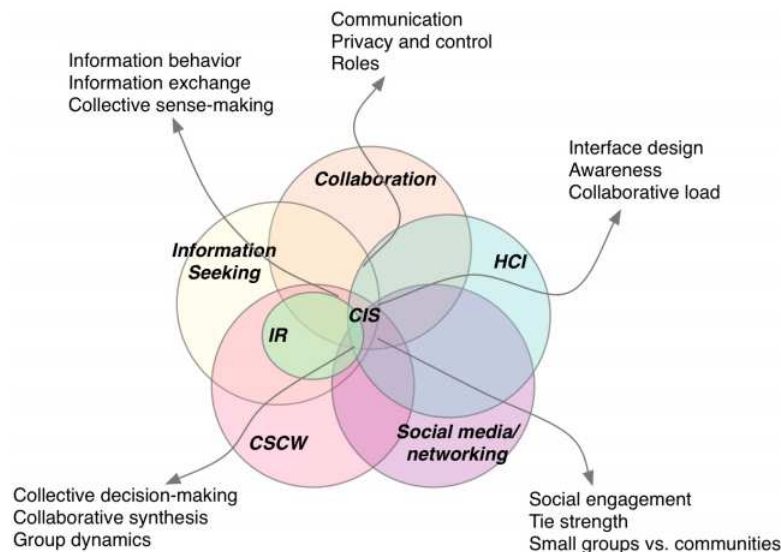 Communication
Privacy and control
Roles
Information behavior
Information exchange
Collective sense-making
Interface design
Awareness
Collaborative load
Collaboration
Information
Seeking
HCI
CIS
IR
CSCW
Social media/
networking
Collective decision-making
Collaborative synthesis
Group dynamics
Social engagement
Tie strength
Small groups vs. communities